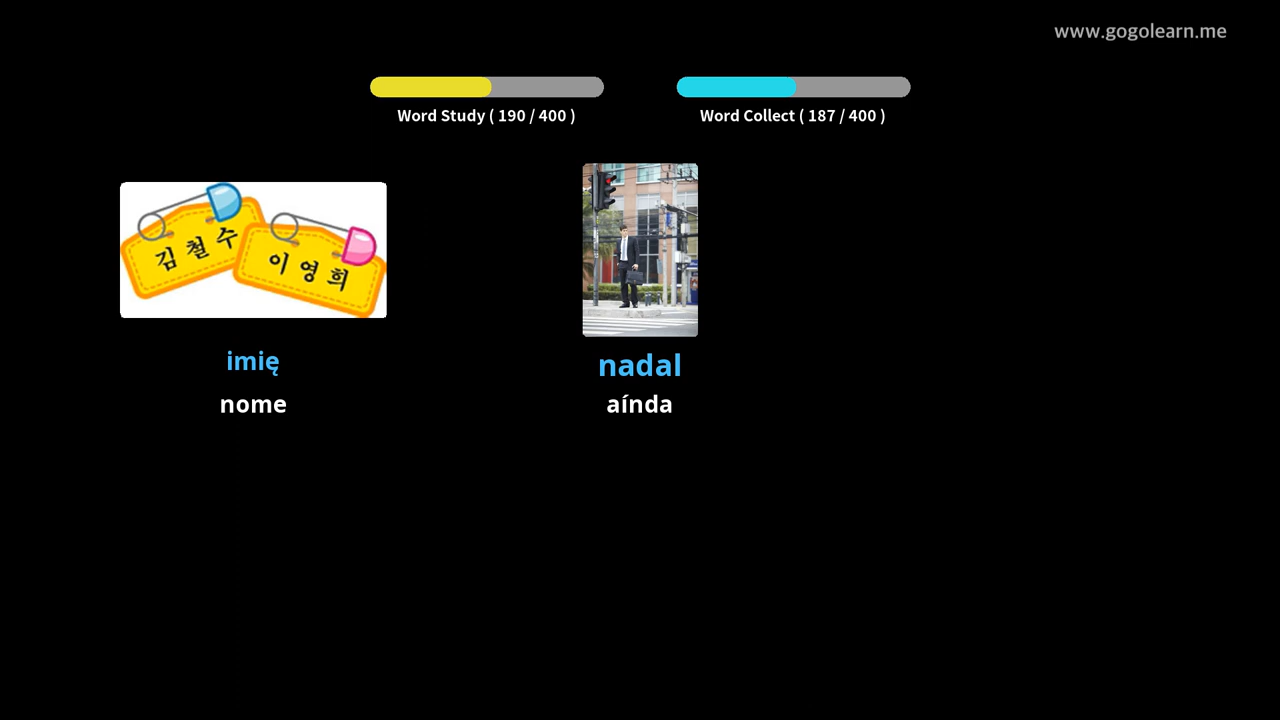 www.gogolearn.me
Word Study ( 190 / 400 )
Word Collect ( 187 / 400 )
김철수
이영희
imię
nadal
nome
aínda